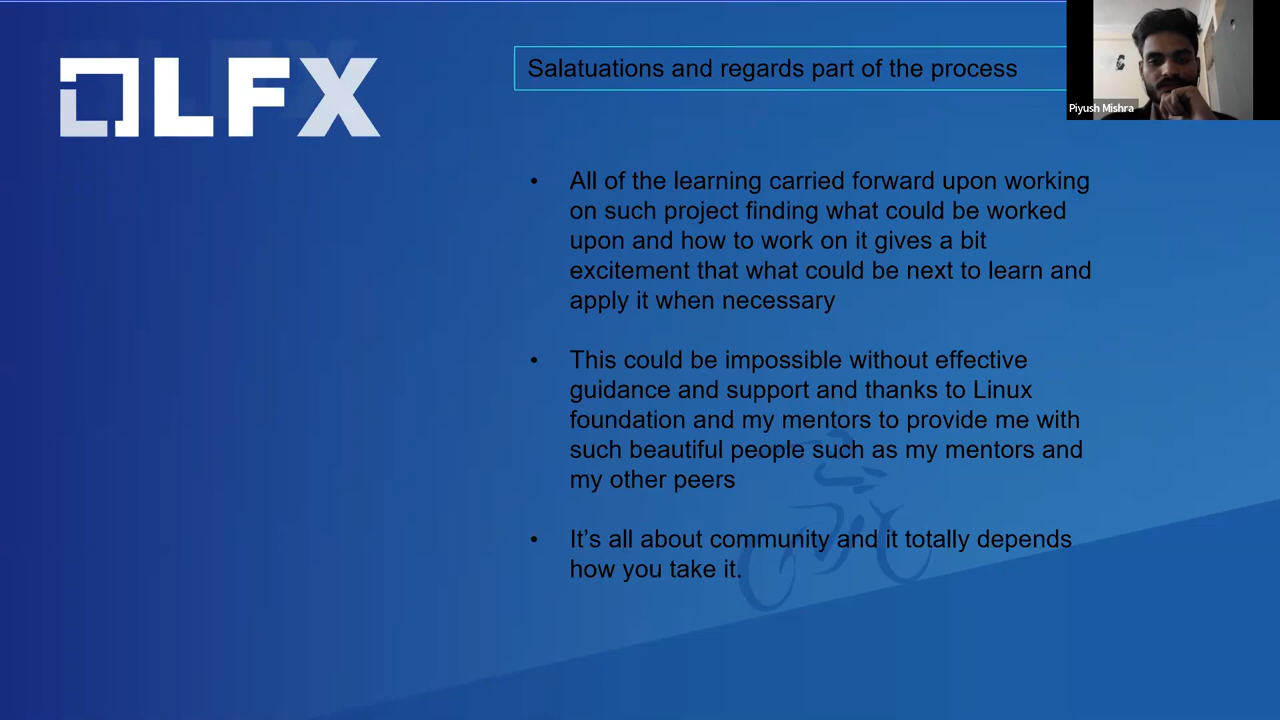 LFX
Salatuations and regards part of the process
Piyush Mishra
• All of the learning carried forward upon working
on such project finding what could be worked
upon and how to work on it gives a bit
excitement that what could be next to learn and
apply it when necessary
• This could be impossible without effective
guidance and support and thanks to Linux
foundation and my mentors to provide me with
such beautiful people such as my mentors and
my other peers
• It’s all about community and it totally depends
how you take it.